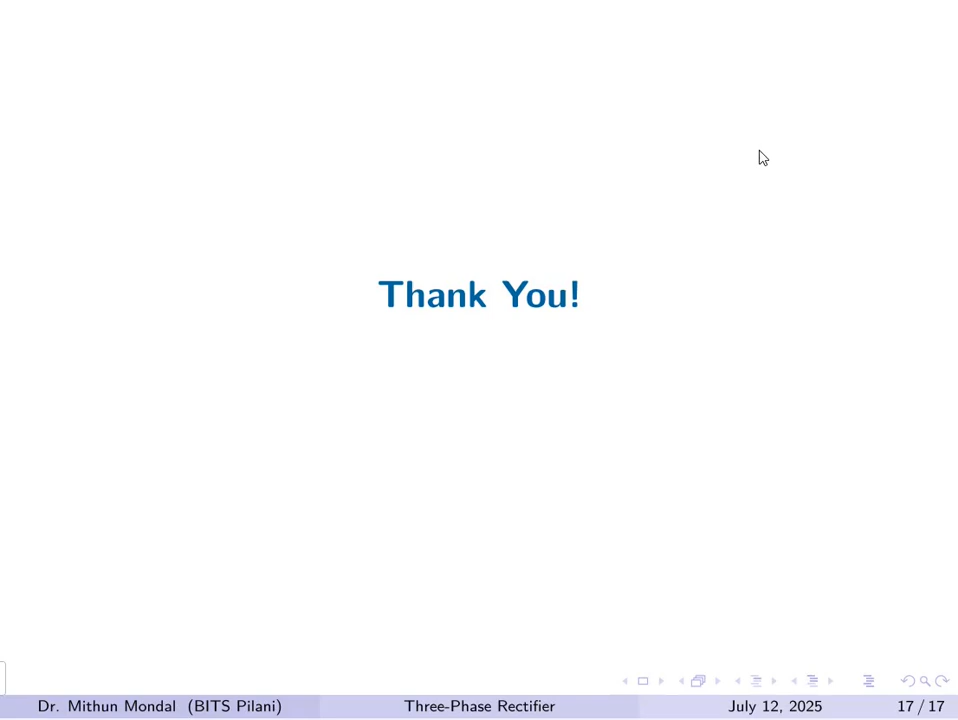 Thank You!
Dr. Mithun Mondal (BITS Pilani) Three-Phase Rectifier July 12, 2025 17 / 17